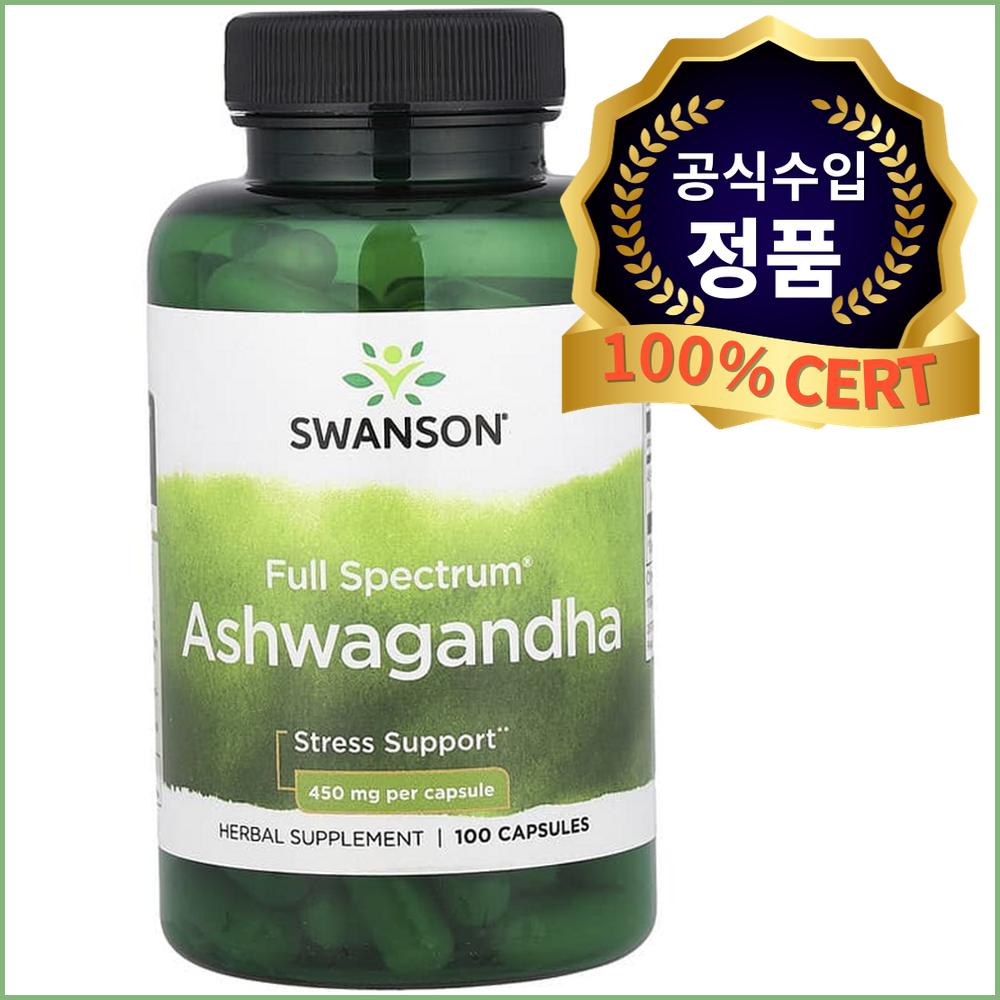 SWANSON®
Full Spectrum®
Ashwagandha
Stress Support**
450 mg per capsule
HERBAL SUPPLEMENT | 100 CAPSULES
공식수입
정품
100% CERT